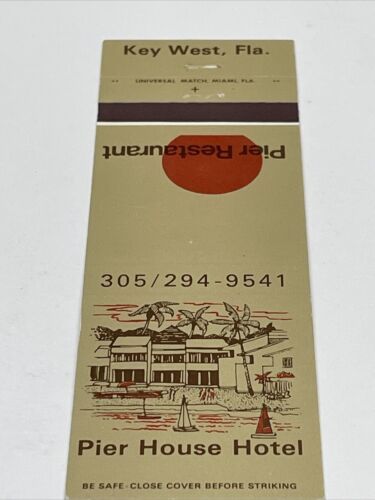 Key West, Fla.
UNIVERSAL MATCH, MIAMI, FLA.
Pier Restaurant
305/294-9541
Pier House Hotel
BE SAFE-CLOSE COVER BEFORE STRIKING